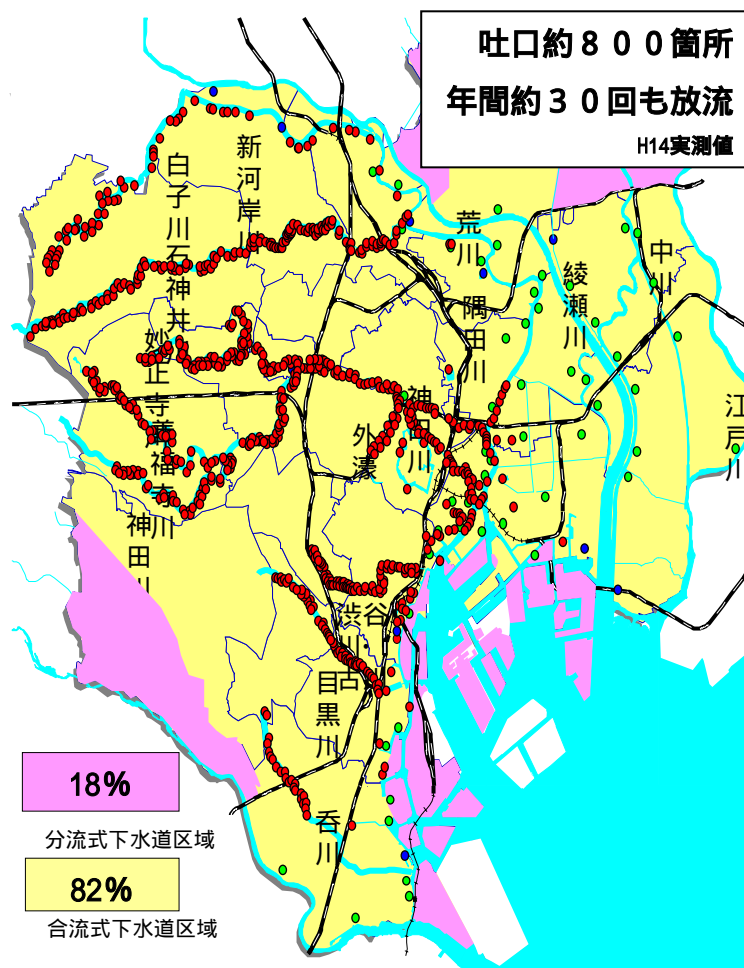 吐口約８００箇所
年間約３０回も放流
H14実測値
新河岸川
白子川
石神井
荒川
中川
綾瀬川
隅田川
妙正寺
善福寺川
神田川
外濠
江戸川
神田川
渋谷
川・
古
目黒川
呑川
18%
分流式下水道区域
82%
合流式下水道区域